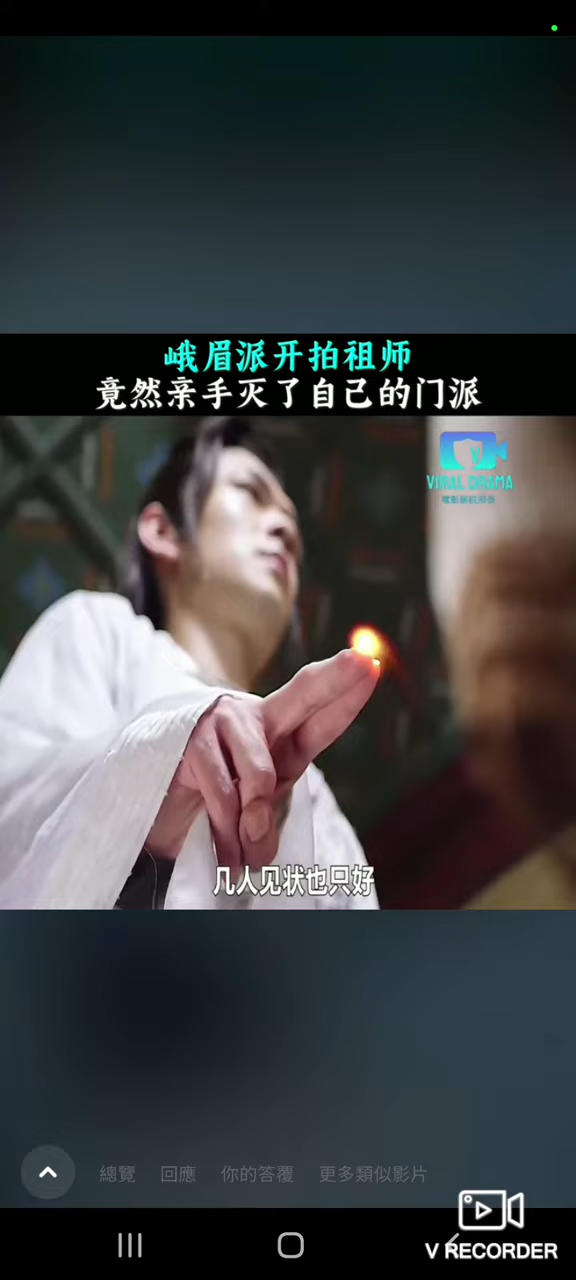 峨眉派开拍祖师
竟然亲手灭了自己的门派
VIRAL DRAMA
几人见状也只好
總覽 回應 你的答覆 更多類似影片
V RECORDER